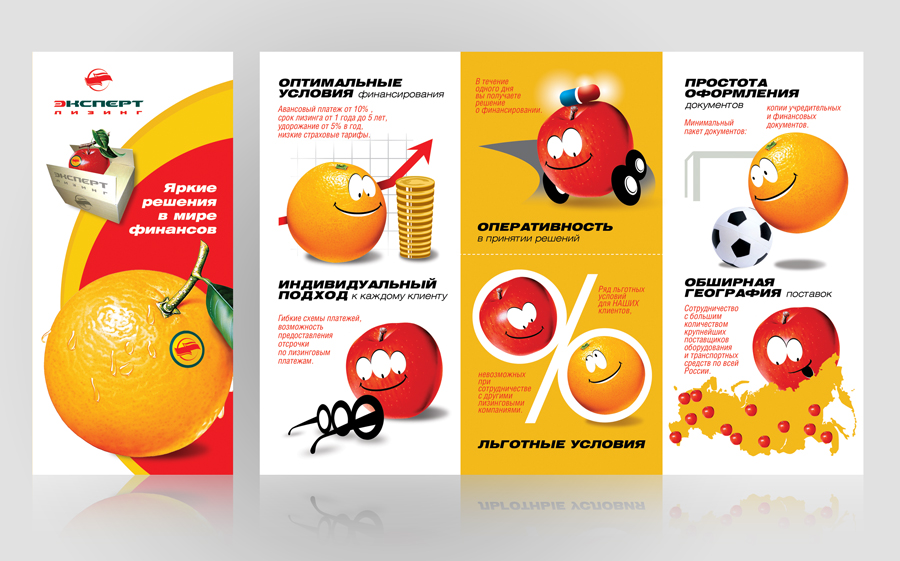 ЭКСПЕРТ
ЛИЗИНГ
ЭКСПЕРТ
ЛИЗИНГ
Яркие
решения
в мире
финансов
ОПТИМАЛЬНЫЕ
УСЛОВИЯ финансирования
Авансовый платеж от 10% ,
срок лизинга от 1 года до 5 лет,
удорожание от 5% в год,
низкие страховые тарифы.
ИНДИВИДУАЛЬНЫЙ
ПОДХОД к каждому клиенту
Гибкие схемы платежей,
возможность
предоставления
отсрочки
по лизинговым
платежам.
В течение
одного дня
вы получаете
решение
о финансировании.
ОПЕРАТИВНОСТЬ
в принятии решений
%
Ряд льготных
условий
для НАШИХ
клиентов,
невозможных
при
сотрудничестве
с другими
лизинговыми
компаниями.
ЛЬГОТНЫЕ УСЛОВИЯ
ПРОСТОТА
ОФОРМЛЕНИЯ
документов
Минимальный
пакет документов:
копии учредительных
и финансовых
документов.
ОБШИРНАЯ
ГЕОГРАФИЯ поставок
Сотрудничество
с большим
количеством
крупнейших
поставщиков
оборудования
и транспортных
средств по всей
России.